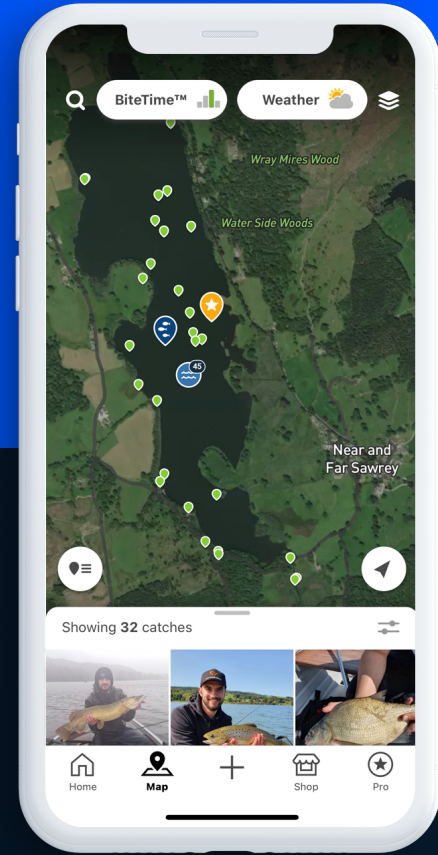 BiteTime™
Weather
Wray Mires Wood
Water Side Woods
45
Near and
Far Sawrey
Showing 32 catches
Home
Map
Shop
Pro